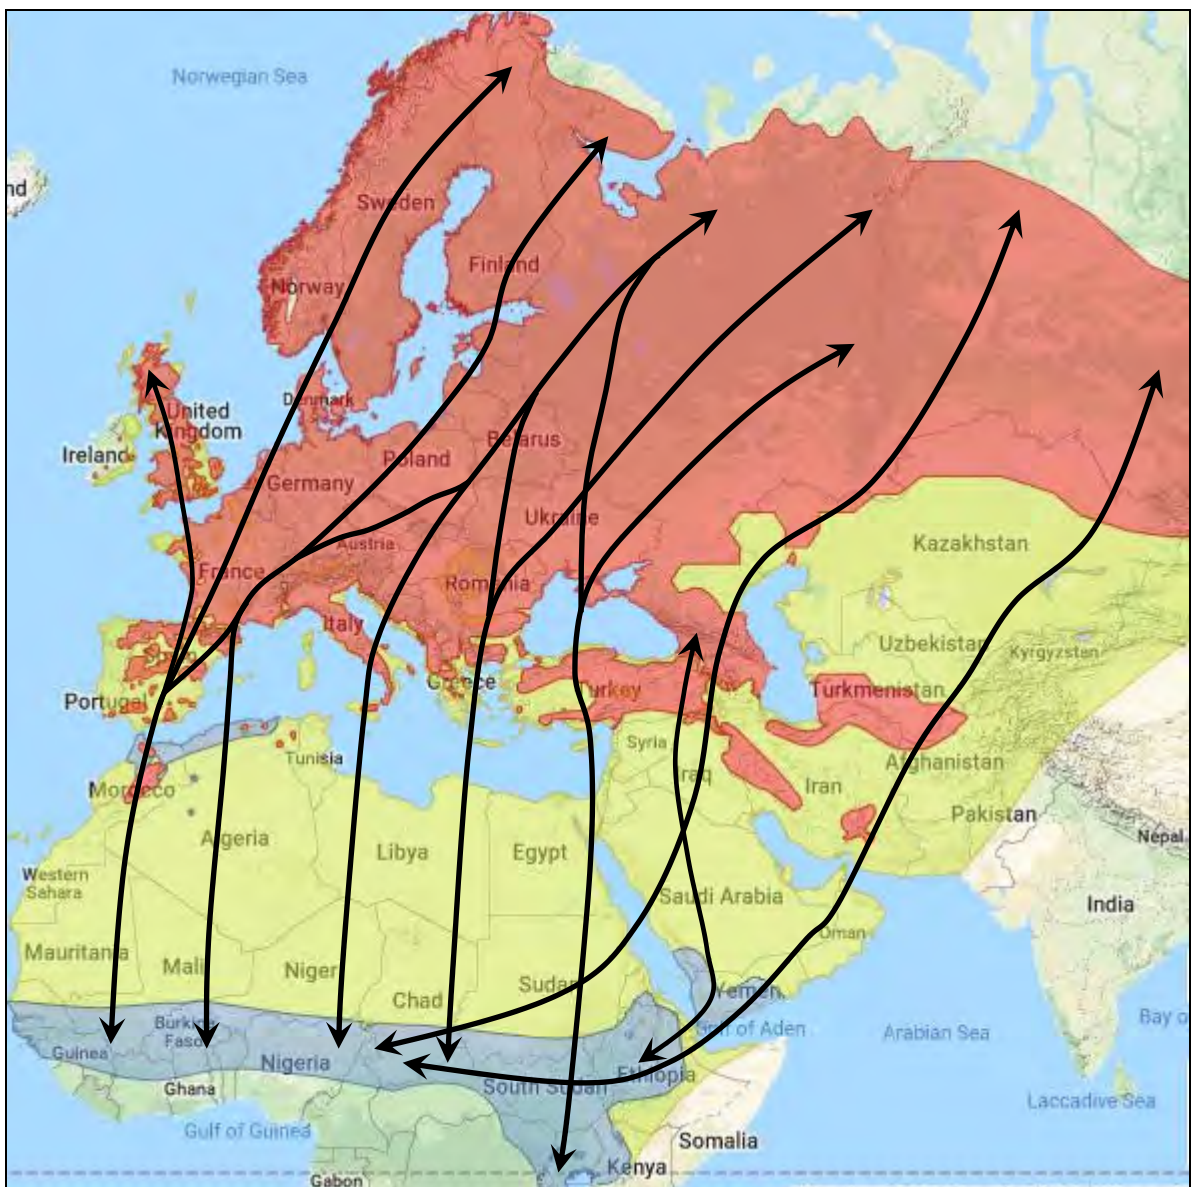 Norwegian Sea
nd
Sweden
Finland
Norway
Denmark
United
Kingdom
Ireland
Belarus
Poland
Germany
Ukraine
Austria
Kazakhstan
France
Romania
Italy
Uzbekistan
Kyrgyzstan
Spain
Greece
Turkey
Turkmenistan
Portugal
Syria
Tunisia
Afghanistan
Iraq
Iran
Morocco
Pakistan
Algeria
Nepal
Libya
Egypt
Western
Sahara
Saudi Arabia
India
Oman
Mauritania
Mali
Niger
Sudan
Chad
Yemen
Bay o
Burkina
Faso
Gulf of Aden
Arabian Sea
Guinea
Nigeria
Ethiopia
South Sudan
Ghana
Laccadive Sea
Gulf of Guinea
Somalia
Kenya
Gabon